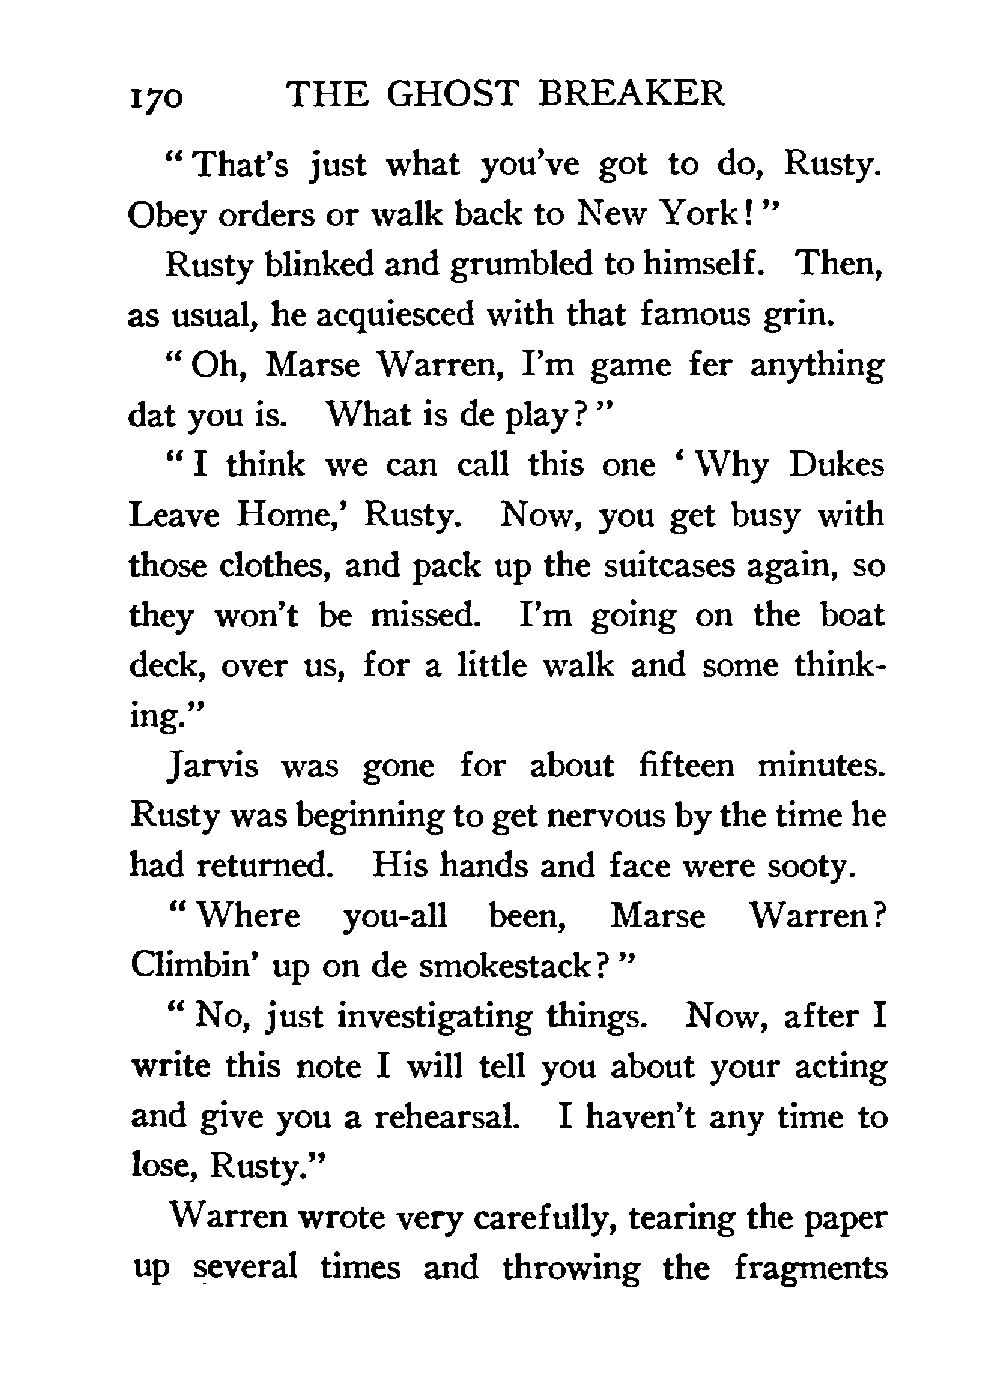 170 THE GHOST BREAKER
“ That’s just what you’ve got to do, Rusty.
Obey orders or walk back to New York! ”
Rusty blinked and grumbled to himself. Then,
as usual, he acquiesced with that famous grin.
“ Oh, Marse Warren, I’m game fer anything
dat you is. What is de play? ”
“ I think we can call this one ‘ Why Dukes
Leave Home,’ Rusty. Now, you get busy with
those clothes, and pack up the suitcases again, so
they won’t be missed. I’m going on the boat
deck, over us, for a little walk and some think-
ing.”
Jarvis was gone for about fifteen minutes.
Rusty was beginning to get nervous by the time he
had returned. His hands and face were sooty.
“ Where you-all been, Marse Warren?
Climbin’ up on de smokestack? ”
“ No, just investigating things. Now, after I
write this note I will tell you about your acting
and give you a rehearsal. I haven’t any time to
lose, Rusty.”
Warren wrote very carefully, tearing the paper
up several times and throwing the fragments